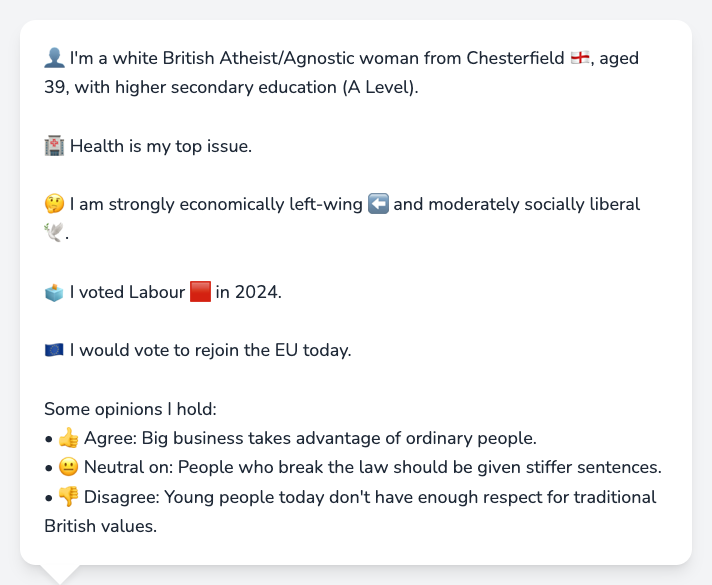 👤 I'm a white British Atheist/Agnostic woman from Chesterfield 🏴󠁧󠁢󠁥󠁮󠁧󠁿, aged
39, with higher secondary education (A Level).
🏥 Health is my top issue.
🤔 I am strongly economically left-wing ⬅️ and moderately socially liberal
🕊️.
🗳️ I voted Labour 🟥 in 2024.
🇪🇺 I would vote to rejoin the EU today.
Some opinions I hold:
• 👍 Agree: Big business takes advantage of ordinary people.
• 😐 Neutral on: People who break the law should be given stiffer sentences.
• 👎 Disagree: Young people today don't have enough respect for traditional
British values.